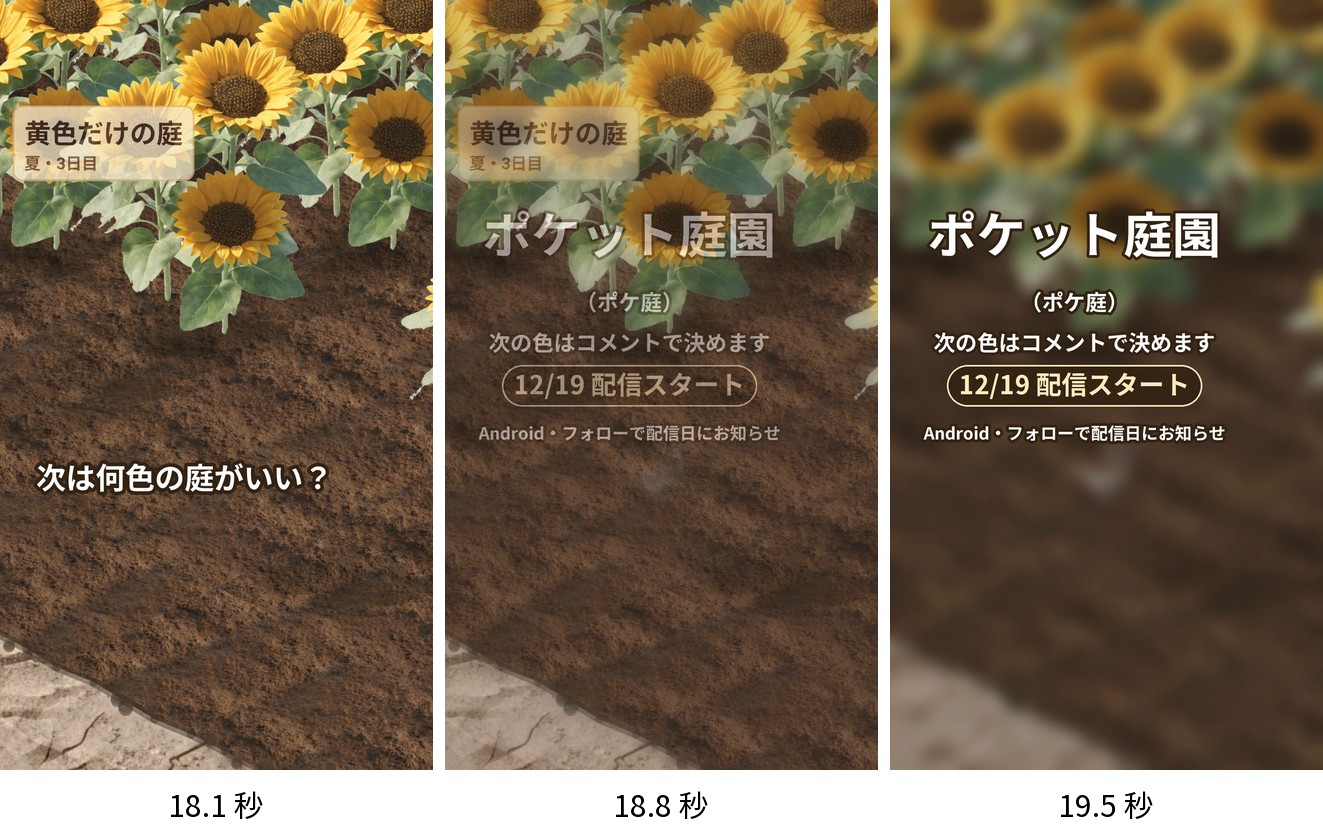 黄色だけの庭
夏・3日目
次は何色の庭がいい？
18.1 秒
黄色だけの庭
夏・3日目
ポケット庭園
（ポケ庭）
次の色はコメントで決めます
12/19 配信スタート
Android・フォローで配信日にお知らせ
18.8 秒
ポケット庭園
（ポケ庭）
次の色はコメントで決めます
12/19 配信スタート
Android・フォローで配信日にお知らせ
19.5 秒